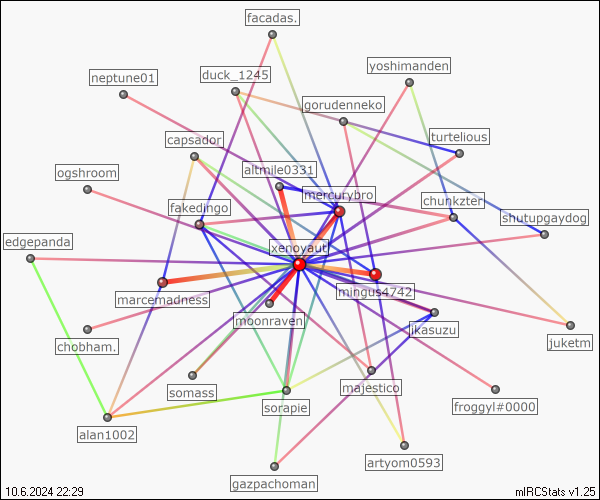 facadas.
yoshimanden
neptune01
duck_1245
gorudenneko
turtelious
capsador
altmile0331
ogshroom
mercurybro
chunkzter
fakedingo
shutupgaydog
edgepanda
xenoyaut
marcemadness
mingus4742
moonraven
jikasuzu
chobham.
juketm
somass
majestico
sorapie
froggyl#0000
alan1002
artyom0593
gazpachoman
10.6.2024 22:29
mIRCStats v1.25